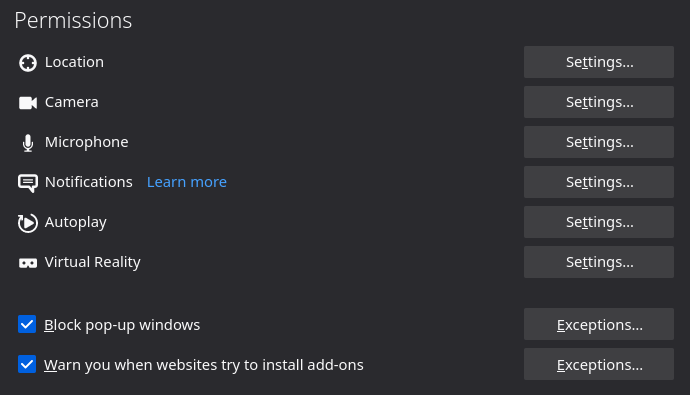 Permissions
Location Settings...
Camera Settings...
Microphone Settings...
Notifications Learn more Settings...
Autoplay Settings...
Virtual Reality Settings...
Block pop-up windows Exceptions...
Warn you when websites try to install add-ons Exceptions...